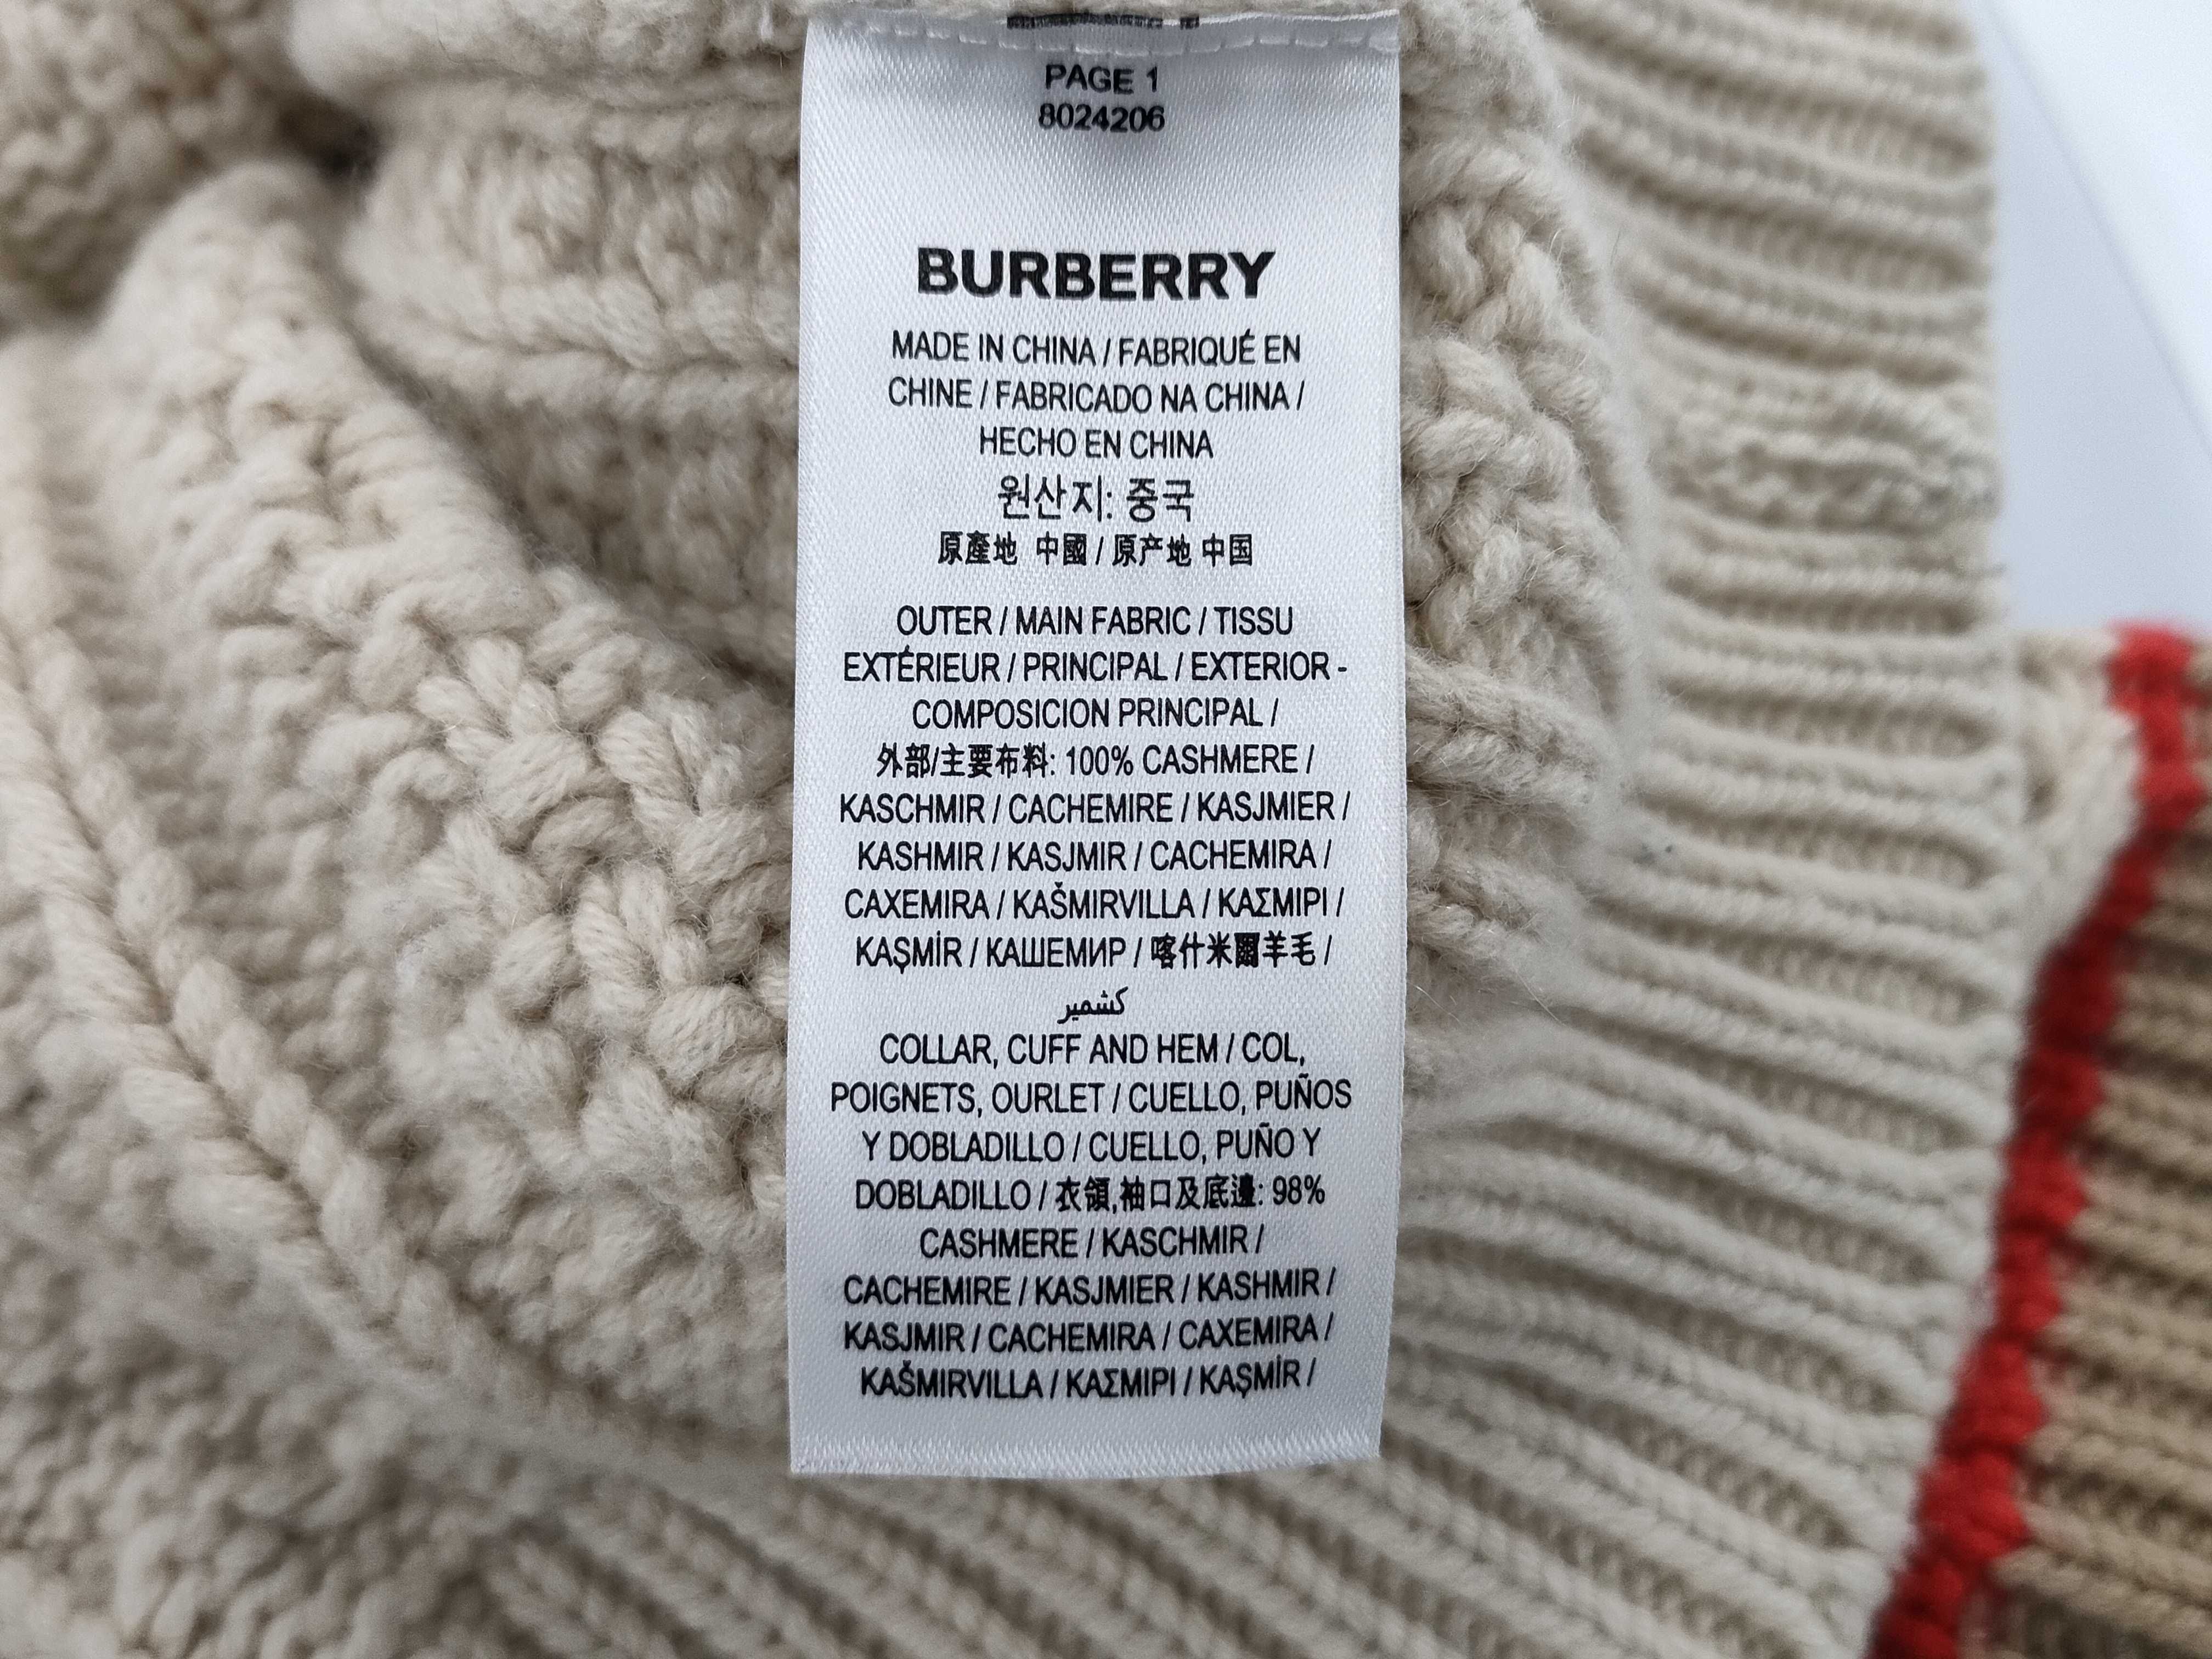 PAGE 1
8024206
BURBERRY
MADE IN CHINA / FABRIQUÉ EN
CHINE / FABRICADO NA CHINA /
HECHO EN CHINA
원산지: 중국
原產地 中國 / 原产地 中国
OUTER / MAIN FABRIC / TISSU
EXTÉRIEUR / PRINCIPAL / EXTERIOR -
COMPOSICION PRINCIPAL /
外部/主要布料: 100% CASHMERE /
KASCHMIR / CACHEMIRE / KASJMIER /
KASHMIR / KASJMIR / CACHEMIRA /
CAXEMIRA / KAŠMIRVILLA / ΚΑΣΜΙΡΙ /
KAŞMİR / КАШЕМИР / 喀什米爾羊毛 /
كشمير
COLLAR, CUFF AND HEM / COL,
POIGNETS, OURLET / CUELLO, PUÑOS
Y DOBLADILLO / CUELLO, PUÑO Y
DOBLADILLO / 衣領,袖口及底邊: 98%
CASHMERE / KASCHMIR /
CACHEMIRE / KASJMIER / KASHMIR /
KASJMIR / CACHEMIRA / CAXEMIRA /
KAŠMIRVILLA / ΚΑΣΜΙΡΙ / KAŞMİR /